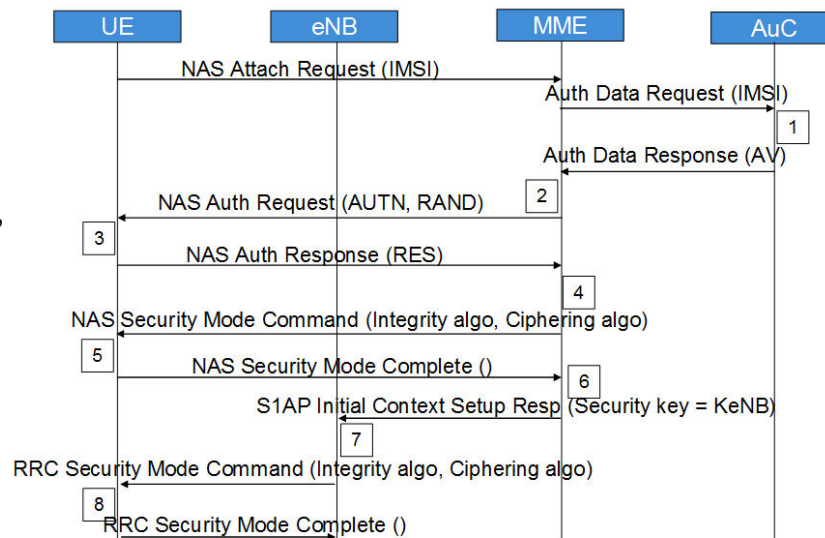 UE eNB MME AuC
NAS Attach Request (IMSI)
Auth Data Request (IMSI)
1
Auth Data Response (AV)
2
NAS Auth Request (AUTN, RAND)
,
3
NAS Auth Response (RES)
4
NAS Security Mode Command (Integrity algo, Ciphering algo)
5
NAS Security Mode Complete ()
6
S1AP Initial Context Setup Resp (Security key = KeNB)
7
RRC Security Mode Command (Integrity algo, Ciphering algo)
8
RRC Security Mode Complete ()